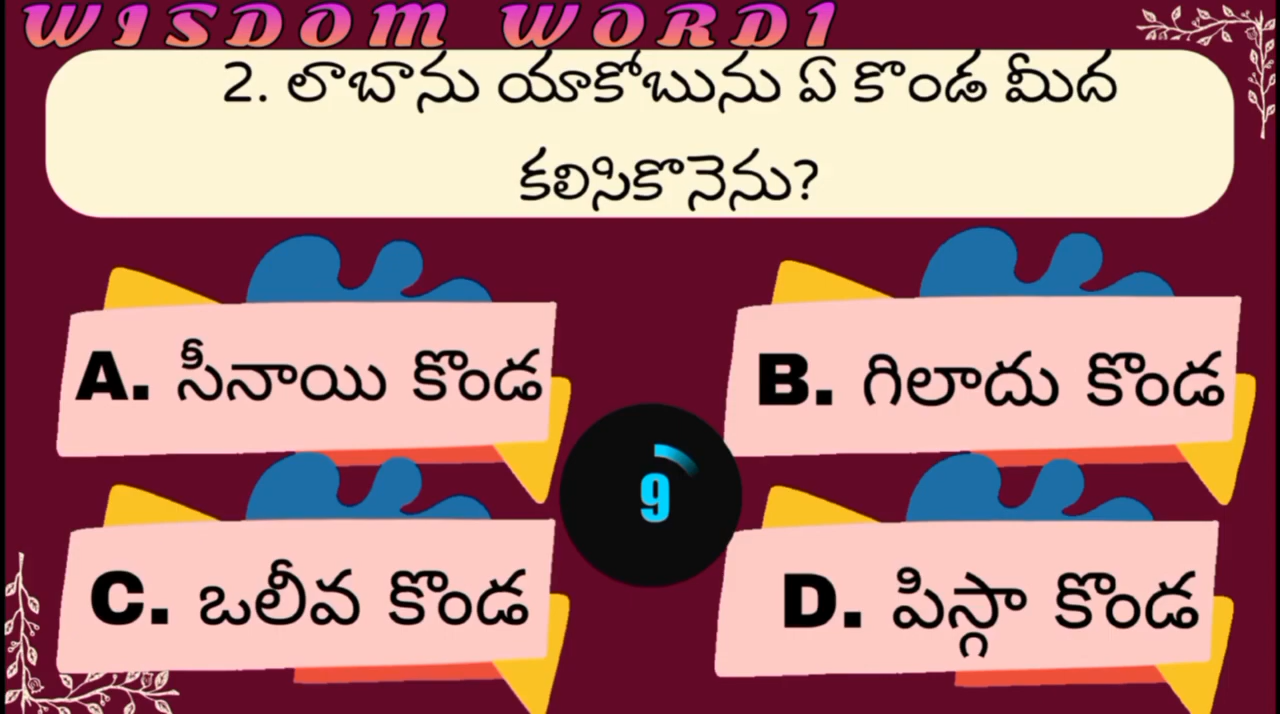 WISDOM WORD1
2. లాబాను యాకోబును ఏ కొండ మీద
కలిసికొనెను?
A. సీనాయి కొండ
B. గిలాదు కొండ
9
C. ఒలీవ కొండ
D. పిస్గా కొండ